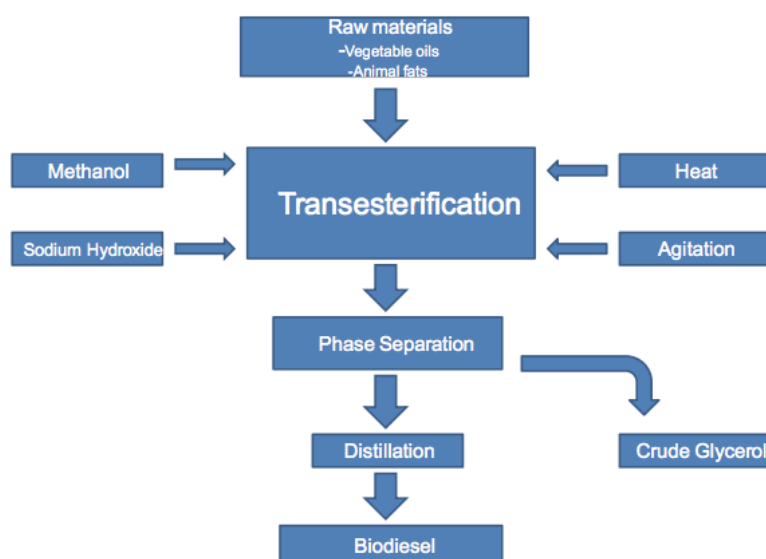 Raw materials
-Vegetable oils
-Animal fats
Methanol
Heat
Transesterification
Sodium Hydroxide
Agitation
Phase Separation
Distillation
Crude Glycerol
Biodiesel